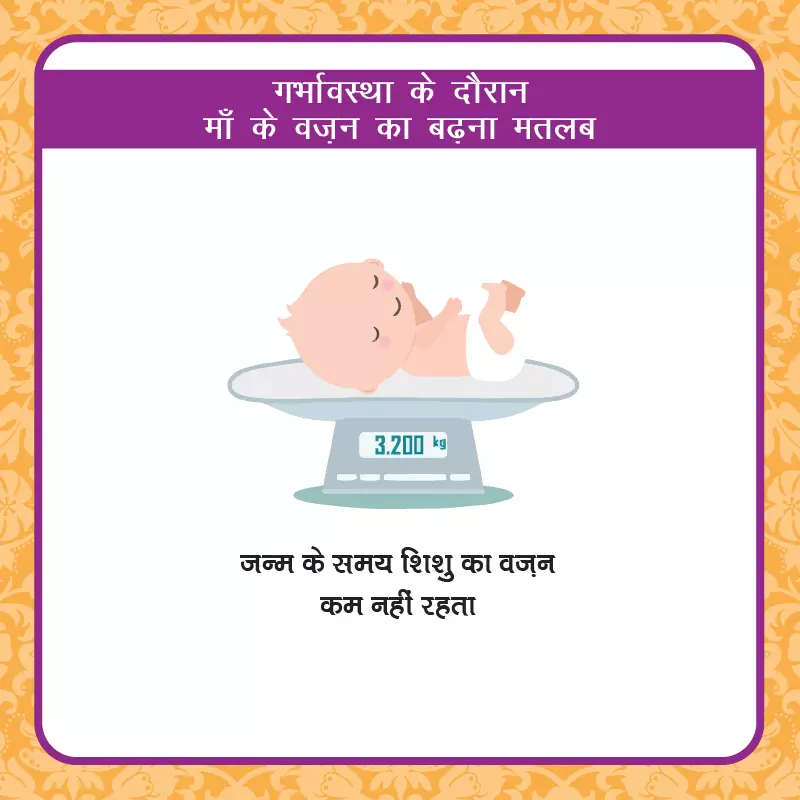 गर्भावस्था के दौरान
माँ के वज़न का बढ़ना मतलब
3.200 kg
जन्म के समय शिशु का वज़न
कम नहीं रहता